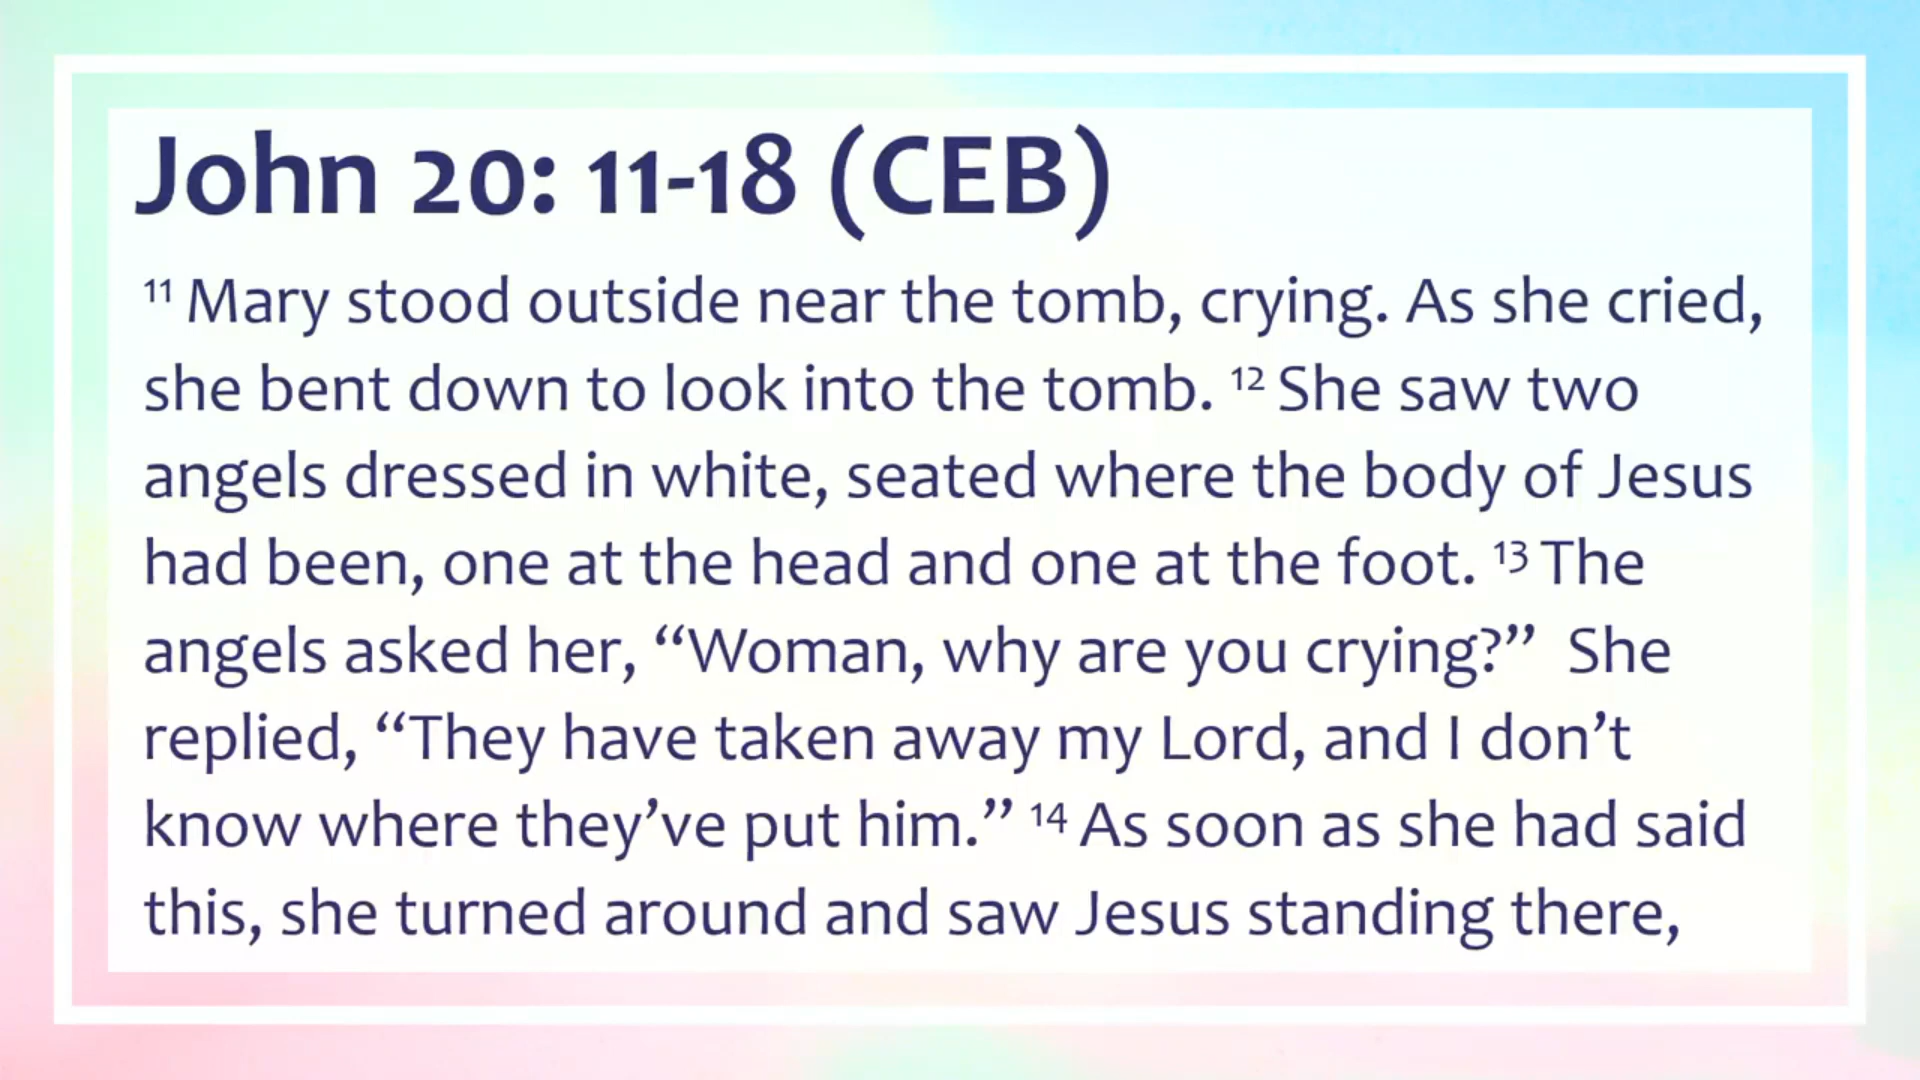 John 20: 11-18 (CEB)
11 Mary stood outside near the tomb, crying. As she cried,
she bent down to look into the tomb. 12 She saw two
angels dressed in white, seated where the body of Jesus
had been, one at the head and one at the foot. 13 The
angels asked her, “Woman, why are you crying?”  She
replied, “They have taken away my Lord, and I don’t
know where they’ve put him.” 14 As soon as she had said
this, she turned around and saw Jesus standing there,